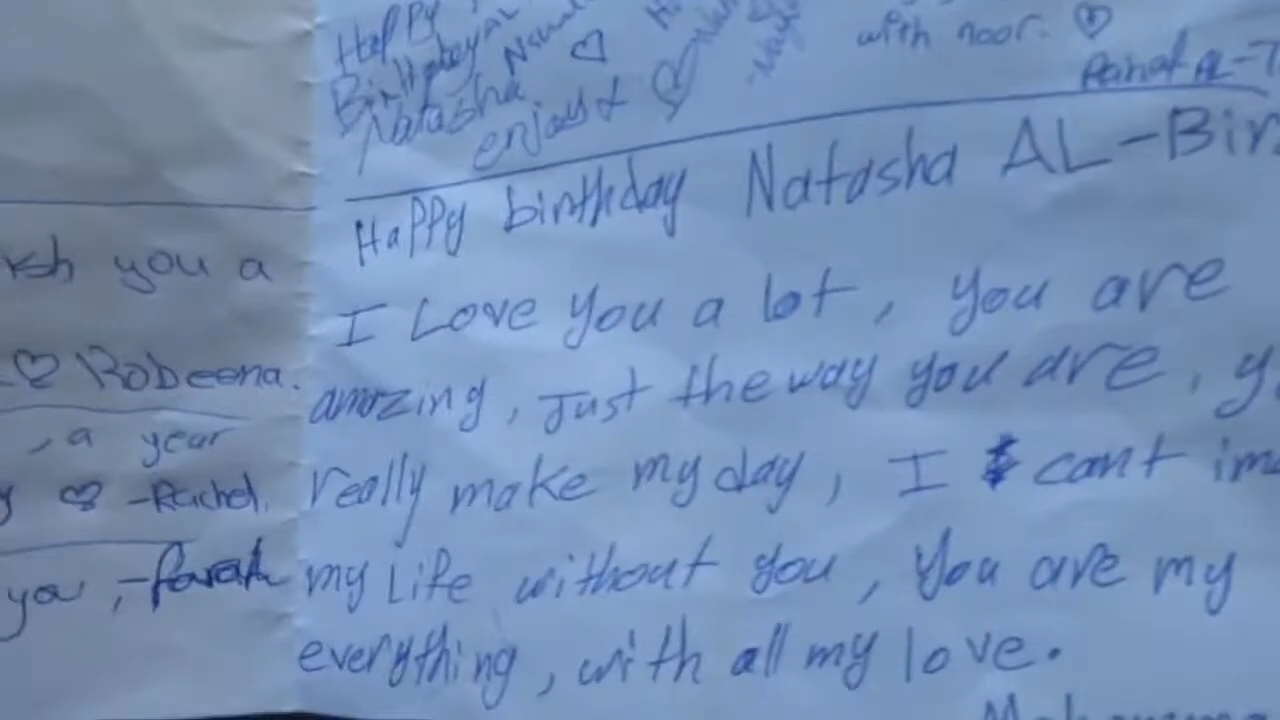 Happy
Birthday
Natasha
enjoy
with noor. ♡
Happy birthday Natasha AL-Bin
I Love you a lot, you are
amazing, Just the way you are, y
really make my day, I cant im
my Life without you, You are my
everything, with all my love.
sh you a
♡ Robeena.
, a year
y ♡ -Rachel.
you, -farah